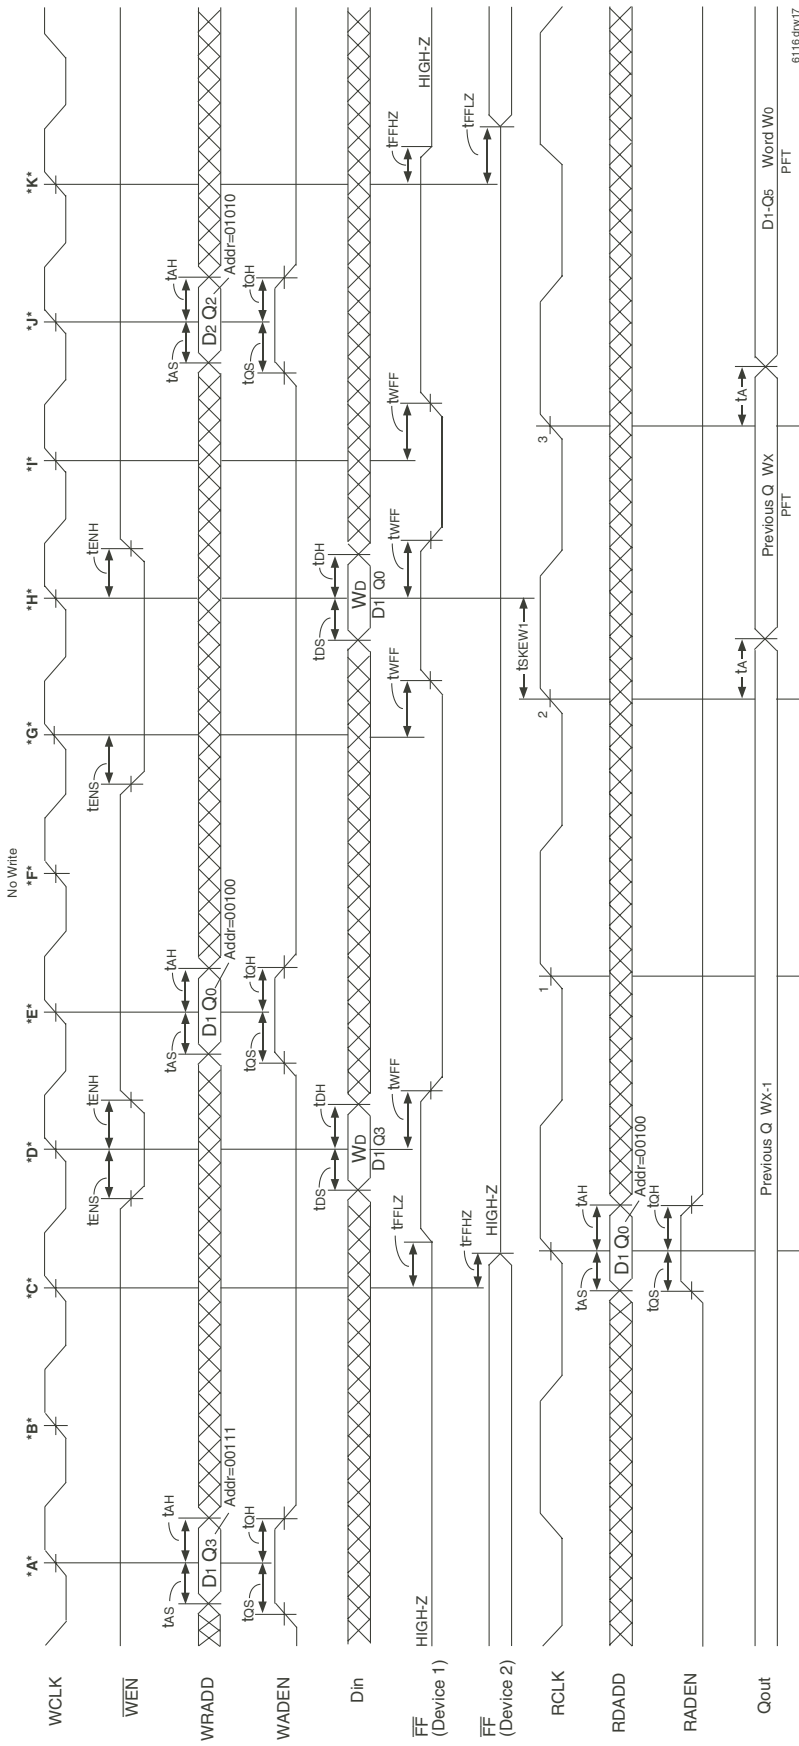 No Write
*A* *B* *C* *D* *E* *F* *G* *H* *I* *J* *K*
WCLK
tENS tENH tENS tENH
WEN
tAS tAH tAS tAH tAS tAH
WRADD D1 Q3 D1 Q0 D2 Q2
Addr=00111 Addr=00100 Addr=01010
tQS tQH tQS tQH tQS tQH
WADEN
tDS tDH tDS tDH
Din WD WD
D1 Q3 D1 Q0
tFFLZ tWFF tWFF tWFF tWFF tFFHZ
FF HIGH-Z HIGH-Z
(Device 1)
tFFHZ tFFLZ
FF HIGH-Z
(Device 2)
tSKEW1
RCLK 1 2 3
tAS tAH
RDADD D1 Q0
Addr=00100
tQS tQH
RADEN
tA tA
Qout Previous Q WX-1 Previous Q WX D1-Q5 Word W0
PFT PFT
6116 drw17